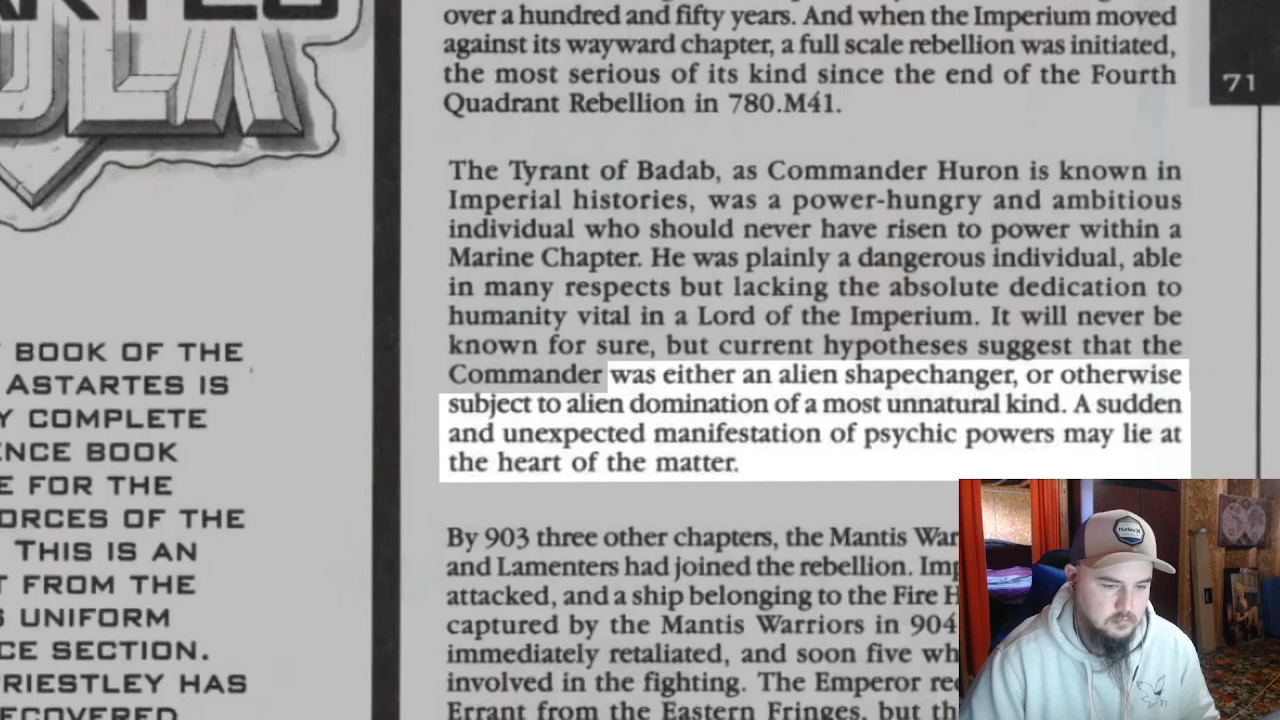 over a hundred and fifty years. And when the Imperium moved
against its wayward chapter, a full scale rebellion was initiated,
the most serious of its kind since the end of the Fourth
Quadrant Rebellion in 780.M41.
71
The Tyrant of Badab, as Commander Huron is known in
Imperial histories, was a power-hungry and ambitious
individual who should never have risen to power within a
Marine Chapter. He was plainly a dangerous individual, able
in many respects but lacking the absolute dedication to
humanity vital in a Lord of the Imperium. It will never be
known for sure, but current hypotheses suggest that the
Commander was either an alien shapechanger, or otherwise
subject to alien domination of a most unnatural kind. A sudden
and unexpected manifestation of psychic powers may lie at
the heart of the matter.
By 903 three other chapters, the Mantis War
and Lamenters had joined the rebellion. Imp
attacked, and a ship belonging to the Fire H
captured by the Mantis Warriors in 904
immediately retaliated, and soon five wh
involved in the fighting. The Emperor re
Errant from the Eastern Fringes, but th
BOOK OF THE
ASTARTES IS
Y COMPLETE
ENCE BOOK
E FOR THE
ORCES OF THE
THIS IS AN
T FROM THE
S UNIFORM
CE SECTION.
PRIESTLEY HAS
ECOVERED
Hurley